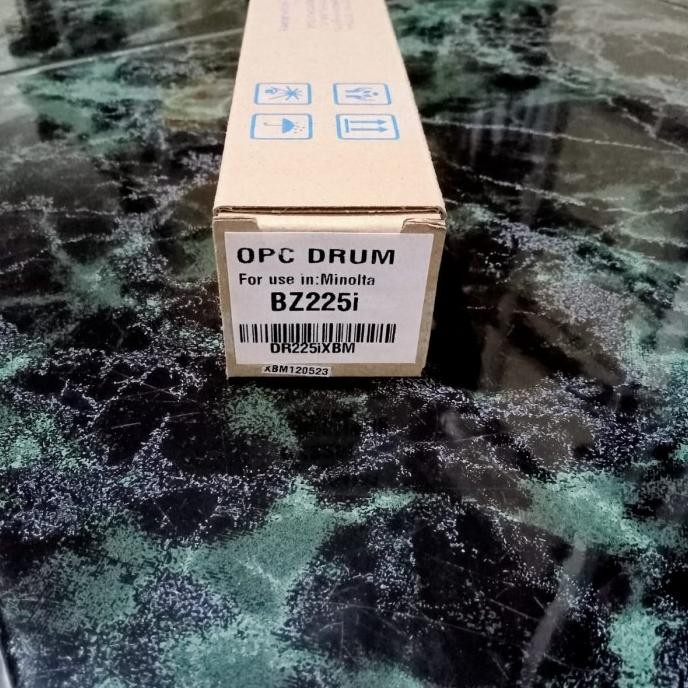 OPC DRUM
For use in:Minolta
BZ225i
DR225iXBM
XBM120523